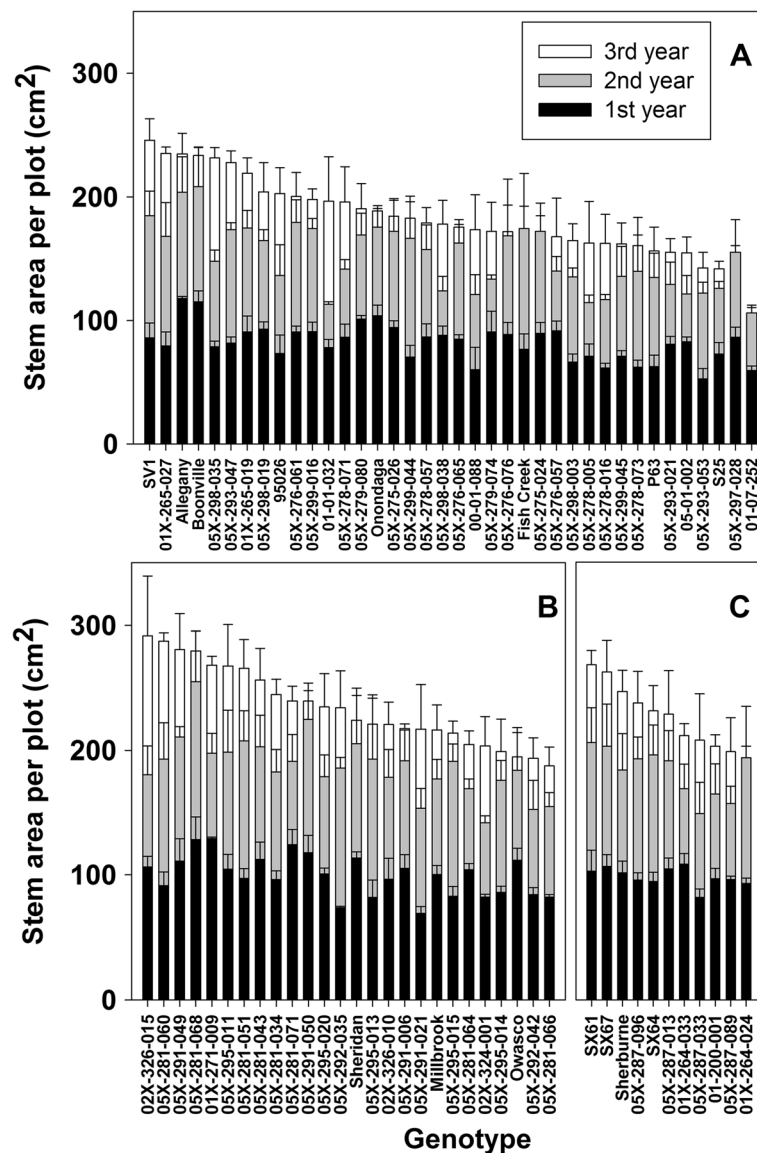 A
3rd year
2nd year
1st year
Stem area per plot (cm2)
300
200
100
0
SV1
01X-265-027
Allegany
Boonville
05X-298-035
05X-293-047
01X-265-019
05X-298-019
95026
05X-276-061
05X-299-016
01-01-032
05X-278-071
05X-279-080
Onondaga
05X-275-026
05X-299-044
05X-278-057
05X-298-038
05X-276-065
00-01-088
05X-279-074
05X-276-076
Fish Creek
05X-275-024
05X-276-057
05X-298-003
05X-278-005
05X-278-016
05X-299-045
05X-278-073
P63
05X-293-021
05-01-002
05X-293-053
S25
05X-297-028
01-07-252
B
Stem area per plot (cm2)
300
200
100
0
02X-326-015
05X-281-060
05X-291-049
05X-281-068
01X-271-009
05X-295-011
05X-281-051
05X-281-043
05X-281-034
05X-281-071
05X-291-050
05X-295-020
05X-292-035
Sheridan
05X-295-013
02X-326-010
05X-291-006
05X-291-021
Millbrook
05X-295-015
05X-281-064
02X-324-001
05X-295-014
Owasco
05X-292-042
05X-281-066
C
SX61
SX67
Sherburne
05X-287-096
SX64
05X-287-013
01X-264-033
05X-287-033
01-200-001
05X-287-089
01X-264-024
Genotype